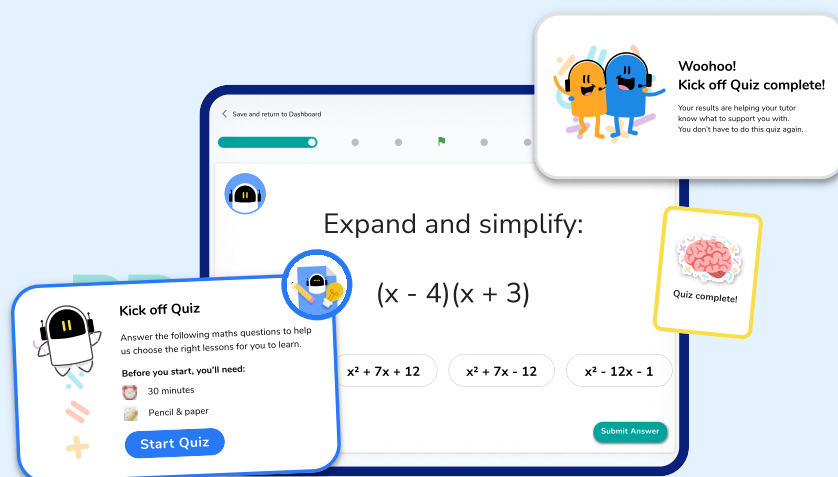 Woohoo!
Kick off Quiz complete!
Your results are helping your tutor
know what to support you with.
You don't have to do this quiz again.
Save and return to Dashboard
Expand and simplify:
(x - 4)(x + 3)
x² + 7x + 12
x² + 7x - 12
x² - 12x - 1
Submit Answer
Quiz complete!
Kick off Quiz
Answer the following maths questions to help
us choose the right lessons for you to learn.
Before you start, you'll need:
30 minutes
Pencil & paper
Start Quiz